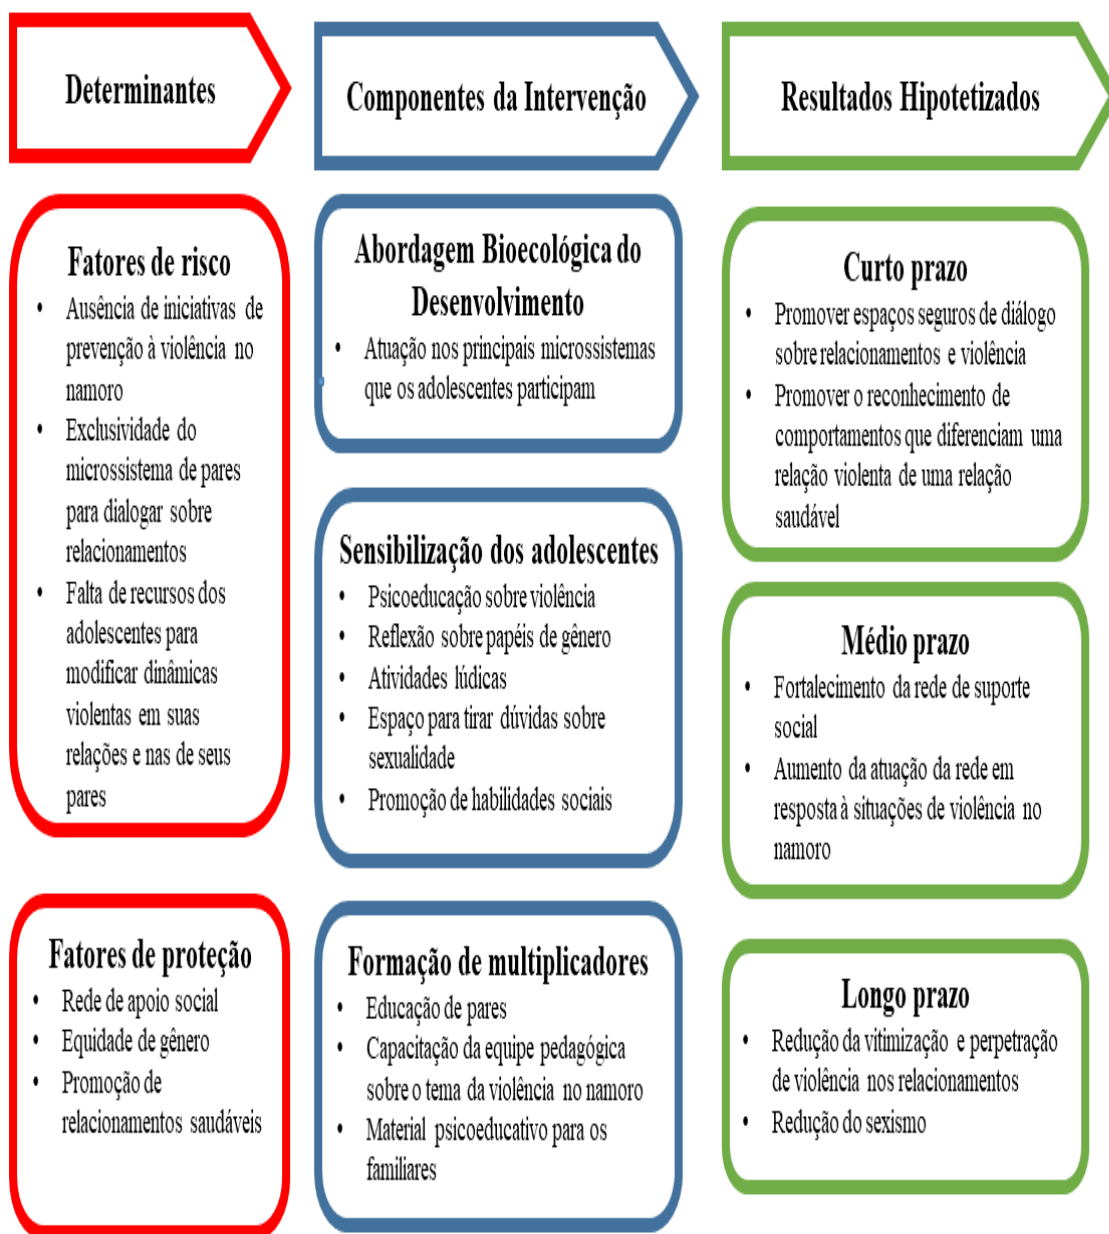 Determinantes
Fatores de risco
• Ausência de iniciativas de
prevenção à violência no
namoro
• Exclusividade do
microssistema de pares
para dialogar sobre
relacionamentos
• Falta de recursos dos
adolescentes para
modificar dinâmicas
violentas em suas
relações e nas de seus
pares
Fatores de proteção
• Rede de apoio social
• Equidade de gênero
• Promoção de
relacionamentos saudáveis
Componentes da Intervenção
Abordagem Bioecológica do
Desenvolvimento
• Atuação nos principais microssistemas
que os adolescentes participam
Sensibilização dos adolescentes
• Psicoeducação sobre violência
• Reflexão sobre papéis de gênero
• Atividades lúdicas
• Espaço para tirar dúvidas sobre
sexualidade
• Promoção de habilidades sociais
Formação de multiplicadores
• Educação de pares
• Capacitação da equipe pedagógica
sobre o tema da violência no namoro
• Material psicoeducativo para os
familiares
Resultados Hipotetizados
Curto prazo
• Promover espaços seguros de diálogo
sobre relacionamentos e violência
• Promover o reconhecimento de
comportamentos que diferenciam uma
relação violenta de uma relação
saudável
Médio prazo
• Fortalecimento da rede de suporte
social
• Aumento da atuação da rede em
resposta à situações de violência no
namoro
Longo prazo
• Redução da vitimização e perpetração
de violência nos relacionamentos
• Redução do sexismo